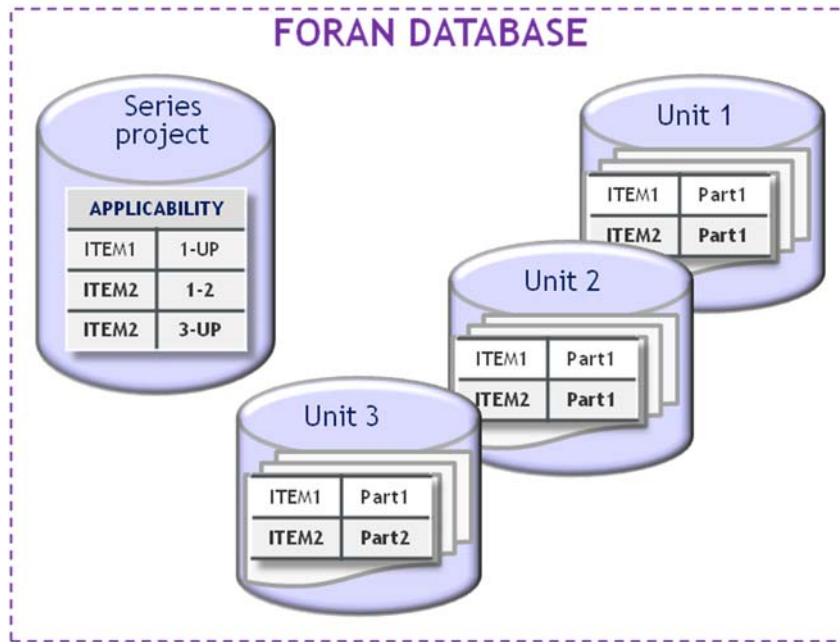 FORAN DATABASE
Series
project
APPLICABILITY
ITEM1 1-UP
ITEM2 1-2
ITEM2 3-UP
Unit 1
ITEM1 Part1
ITEM2 Part1
Unit 2
ITEM1 Part1
ITEM2 Part1
Unit 3
ITEM1 Part1
ITEM2 Part2